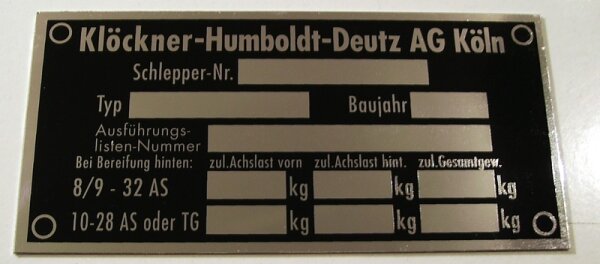 Klöckner-Humboldt-Deutz AG Köln
Schlepper-Nr.
Typ Baujahr
Ausführungs-
listen-Nummer
Bei Bereifung hinten: zul.Achslast vorn zul.Achslast hint. zul.Gesamtgew.
8/9 - 32 AS kg kg kg
10-28 AS oder TG kg kg kg